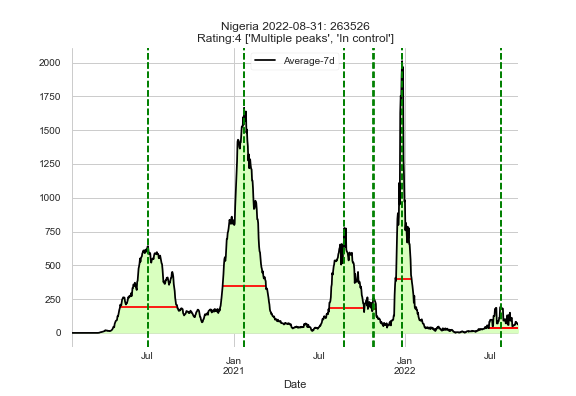 Nigeria 2022-08-31: 263526
Rating:4 ['Multiple peaks', 'In control']
Average-7d
2000
1750
1500
1250
1000
750
500
250
0
Jul
Jan
2021
Jul
Jan
2022
Jul
Date